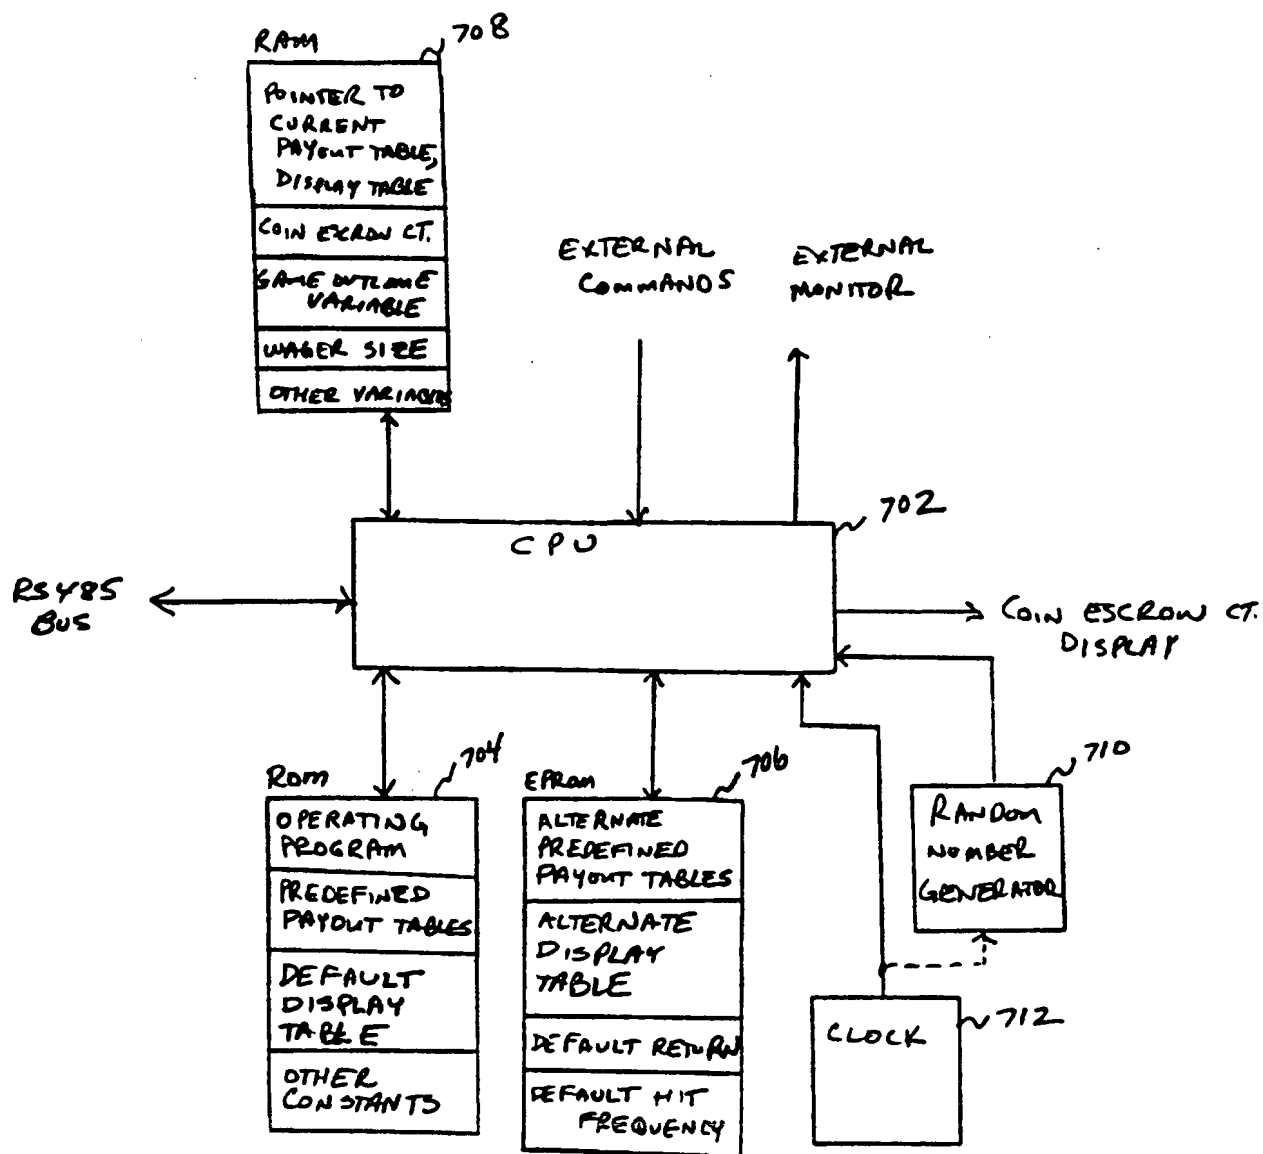 RAM
708
POINTER TO
CURRENT
PAYOUT TABLE,
DISPLAY TABLE
COIN EXCROW CT.
GAME OUTCOME
VARIABLE
WAGER SIZE
OTHER VARIABLES
EXTERNAL
COMMANDS
EXTERNAL
MONITOR
702
CPU
RS485
BUS
COIN ESCROW CT.
DISPLAY
ROM
704
OPERATING
PROGRAM
PREDEFINED
PAYOUT TABLES
DEFAULT
DISPLAY
TABLE
OTHER
CONSTANTS
EPROM
706
ALTERNATE
PREDEFINED
PAYOUT TABLES
ALTERNATE
DISPLAY
TABLE
DEFAULT RETURN
DEFAULT HIT
FREQUENCY
710
RANDOM
NUMBER
GENERATOR
CLOCK
712